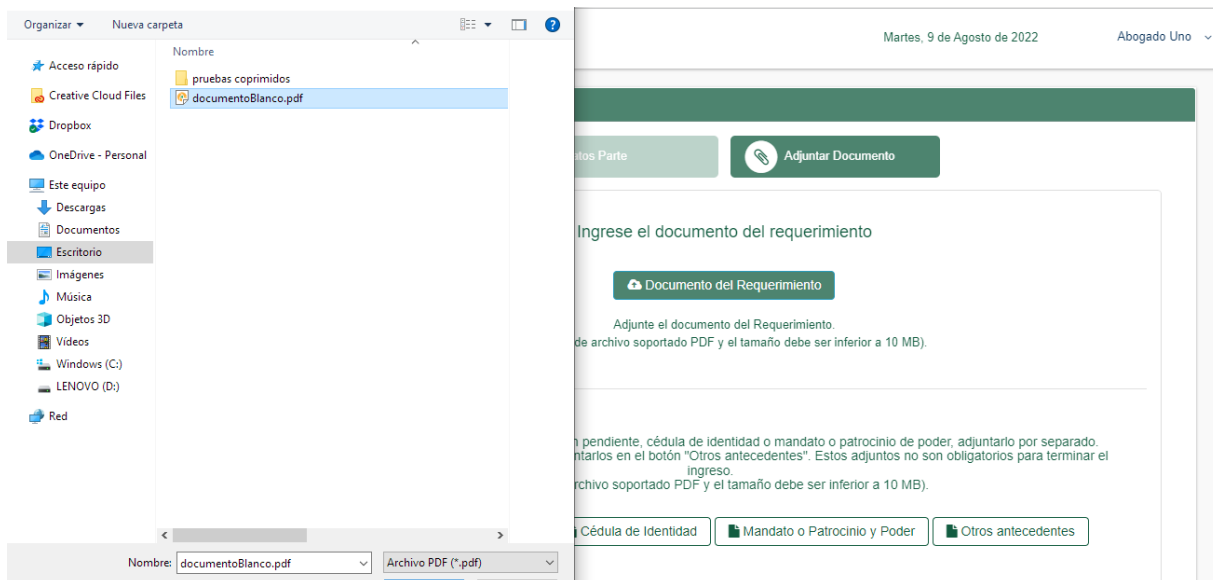 Organizar
Nueva carpeta
Nombre
Acceso rápido
Creative Cloud Files
Dropbox
OneDrive - Personal
Este equipo
Descargas
Documentos
Escritorio
Imágenes
Música
Objetos 3D
Vídeos
Windows (C:)
LENOVO (D:)
Red
pruebas coprimidos
documentoBlanco.pdf
Nombre: documentoBlanco.pdf
Archivo PDF (*.pdf)
Martes, 9 de Agosto de 2022
Abogado Uno
Parte
Adjuntar Documento
Ingrese el documento del requerimiento
Documento del Requerimiento
Adjunte el documento del Requerimiento.
de archivo soportado PDF y el tamaño debe ser inferior a 10 MB).
pendiente, cédula de identidad o mandato o patrocinio de poder, adjuntarlo por separado.
ntarlos en el botón "Otros antecedentes". Estos adjuntos no son obligatorios para terminar el
ingreso.
rchivo soportado PDF y el tamaño debe ser inferior a 10 MB).
Cédula de Identidad
Mandato o Patrocinio y Poder
Otros antecedentes